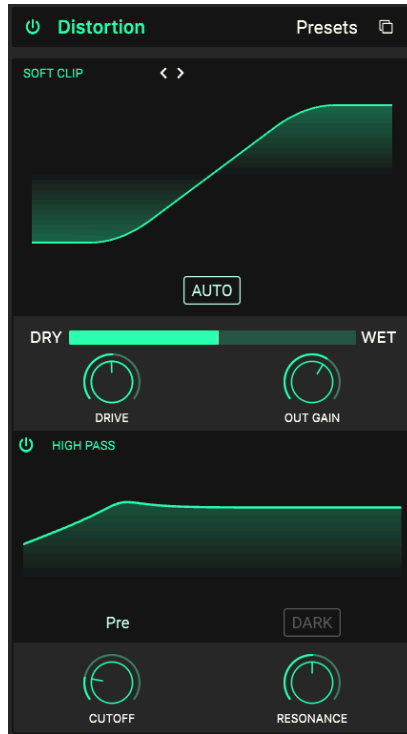 Distortion Presets
SOFT CLIP < >
AUTO
DRY WET
DRIVE OUT GAIN
HIGH PASS
Pre DARK
CUTOFF RESONANCE